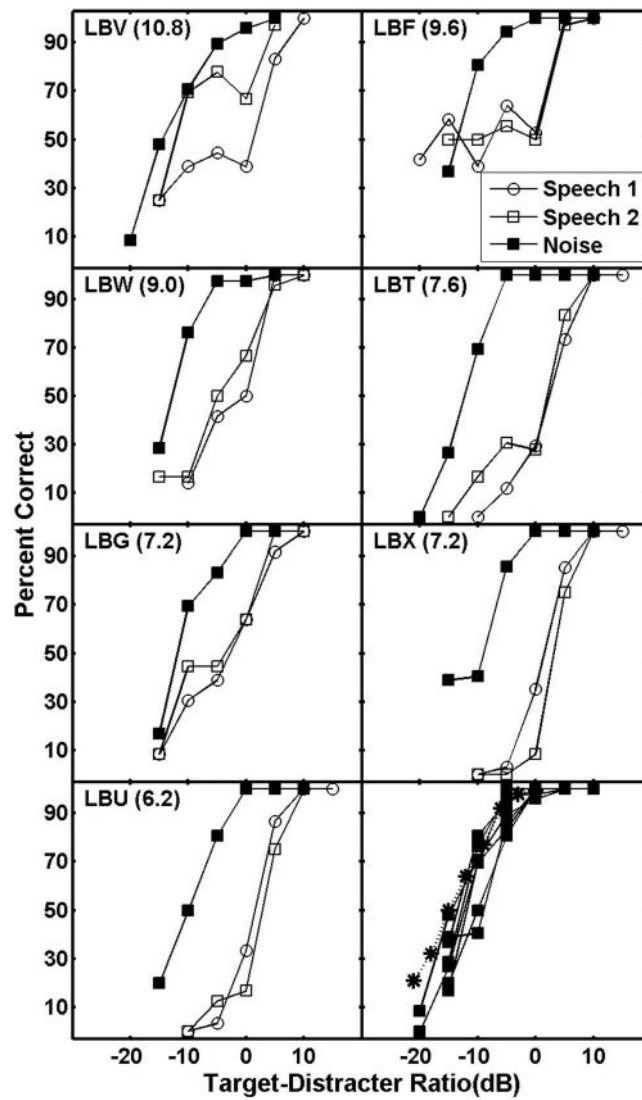 LBV (10.8)
LBF (9.6)
90
70
50
30
10
Speech 1
Speech 2
Noise
LBW (9.0)
LBT (7.6)
90
70
50
30
10
LBG (7.2)
LBX (7.2)
90
70
50
30
10
LBU (6.2)
90
70
50
30
10
Percent Correct
-20 -10 0 10 -20 -10 0 10
Target-Distracter Ratio(dB)